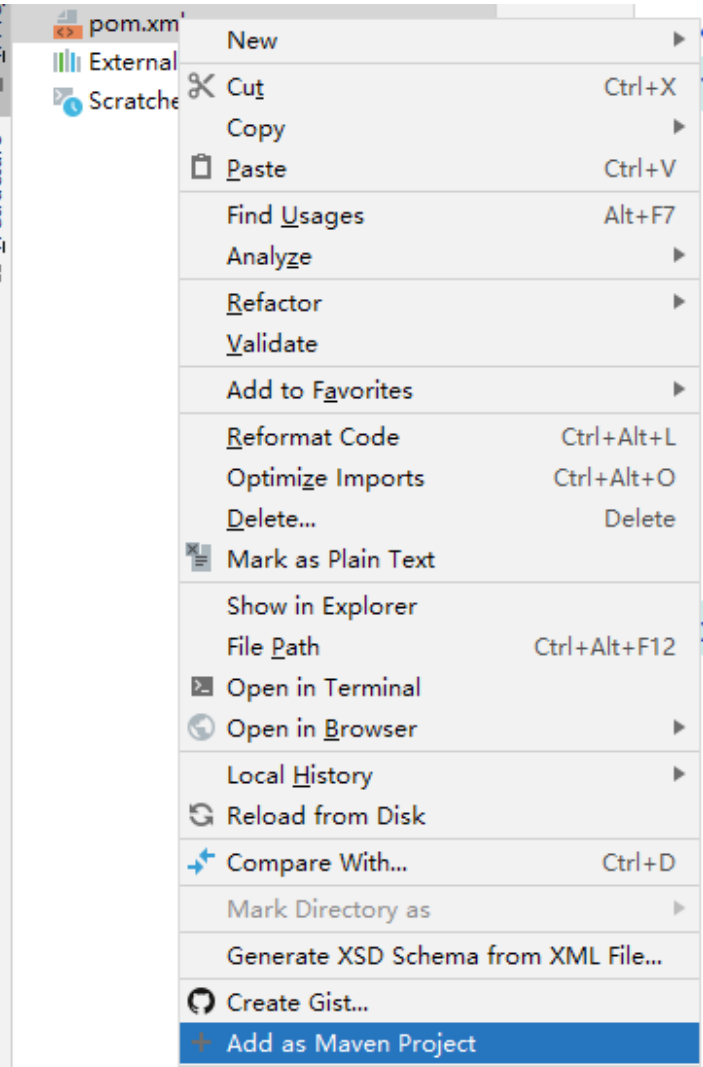 pom.xm
External
Scratche
New
Cut Ctrl+X
Copy
Paste Ctrl+V
Find Usages Alt+F7
Analyze
Refactor
Validate
Add to Favorites
Reformat Code Ctrl+Alt+L
Optimize Imports Ctrl+Alt+O
Delete... Delete
Mark as Plain Text
Show in Explorer
File Path Ctrl+Alt+F12
Open in Terminal
Open in Browser
Local History
Reload from Disk
Compare With... Ctrl+D
Mark Directory as
Generate XSD Schema from XML File...
Create Gist...
Add as Maven Project